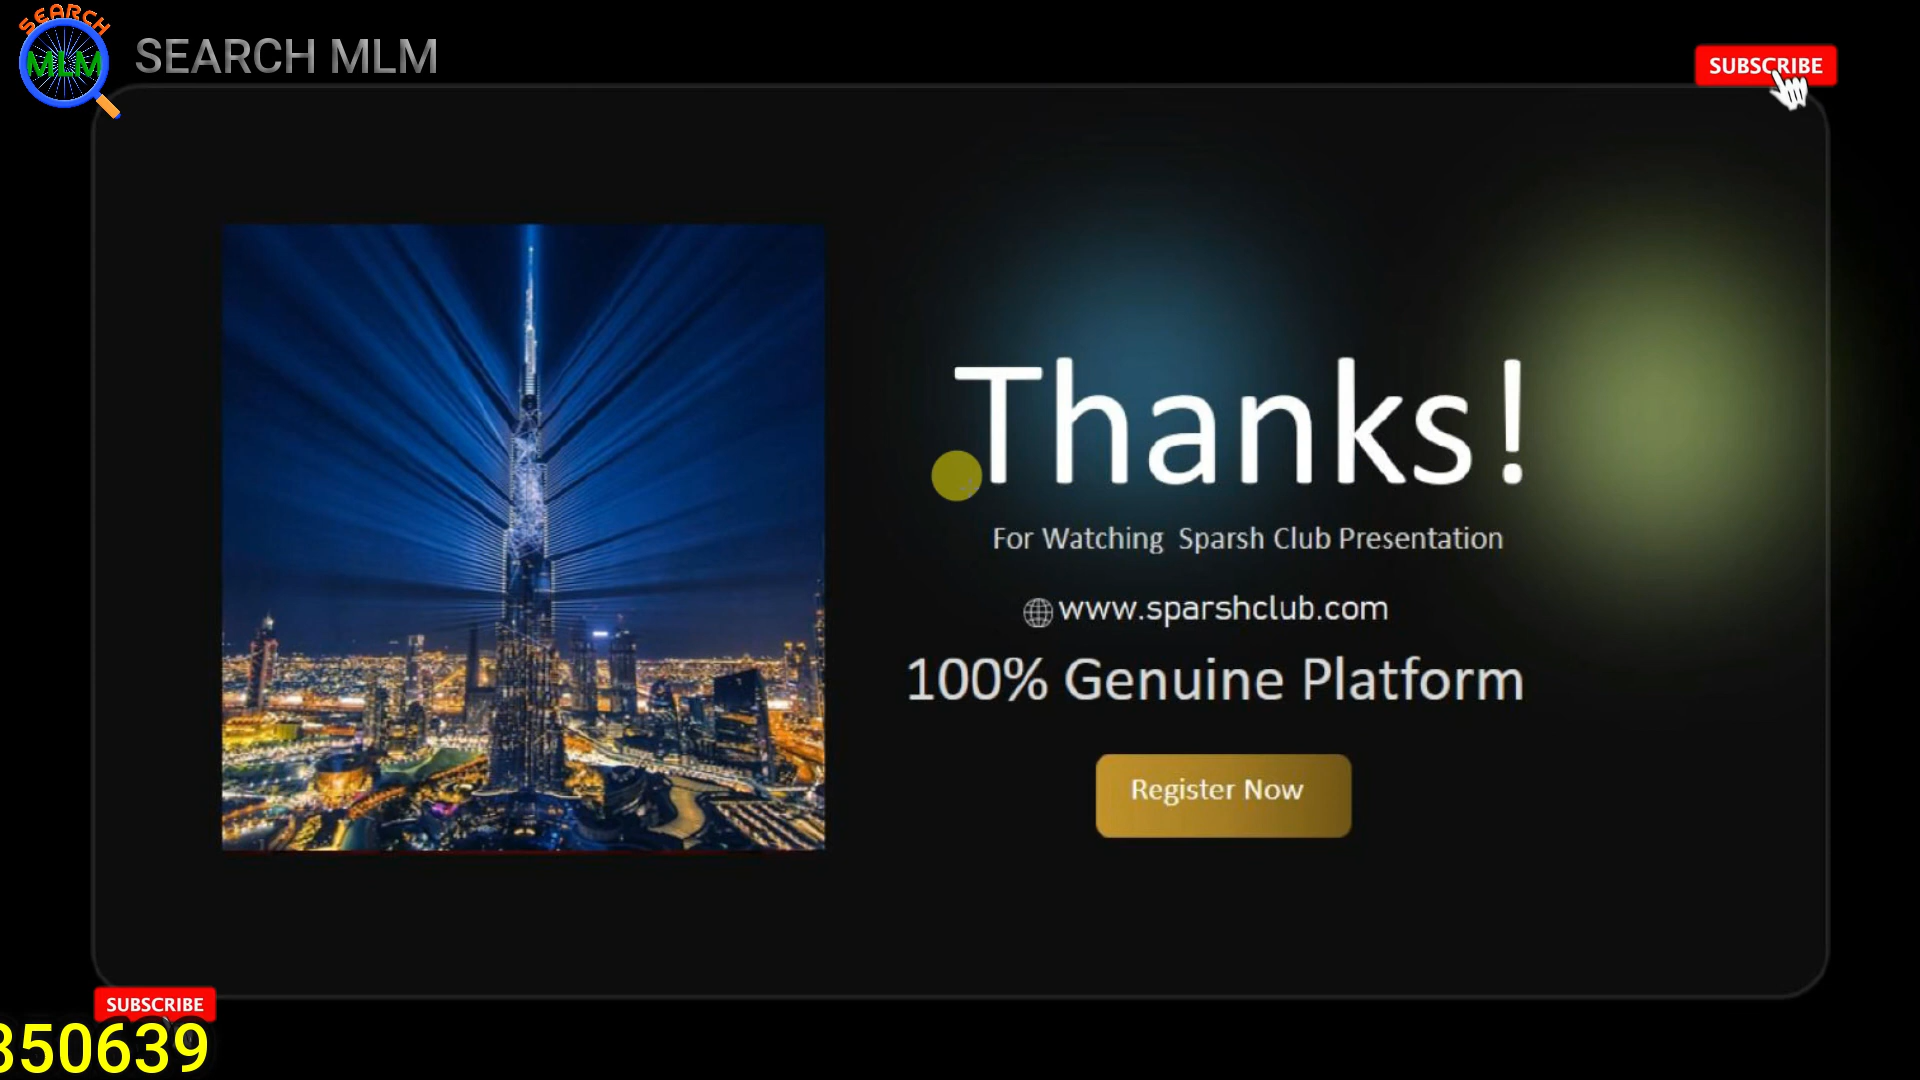 SEARCH
MLM
SEARCH MLM
SUBSCRIBE
Thanks!
For Watching Sparsh Club Presentation
www.sparshclub.com
100% Genuine Platform
Register Now
SUBSCRIBE
350639